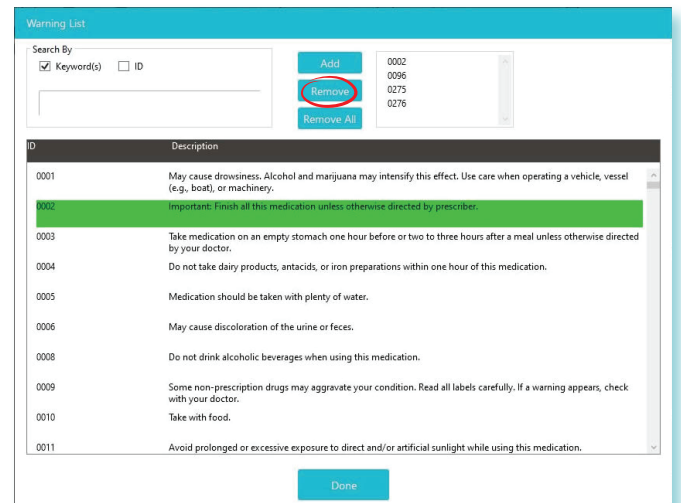 Warning List
Search By
Keyword(s) ID
Add
Remove
Remove All
0002
0096
0275
0276
ID Description
0001 May cause drowsiness. Alcohol and marijuana may intensify this effect. Use care when operating a vehicle, vessel
(e.g., boat), or machinery.
0002 Important: Finish all this medication unless otherwise directed by prescriber.
0003 Take medication on an empty stomach one hour before or two to three hours after a meal unless otherwise directed
by your doctor.
0004 Do not take dairy products, antacids, or iron preparations within one hour of this medication.
0005 Medication should be taken with plenty of water.
0006 May cause discoloration of the urine or feces.
0008 Do not drink alcoholic beverages when using this medication.
0009 Some non-prescription drugs may aggravate your condition. Read all labels carefully. If a warning appears, check
with your doctor.
0010 Take with food.
0011 Avoid prolonged or excessive exposure to direct and/or artificial sunlight while using this medication.
Done